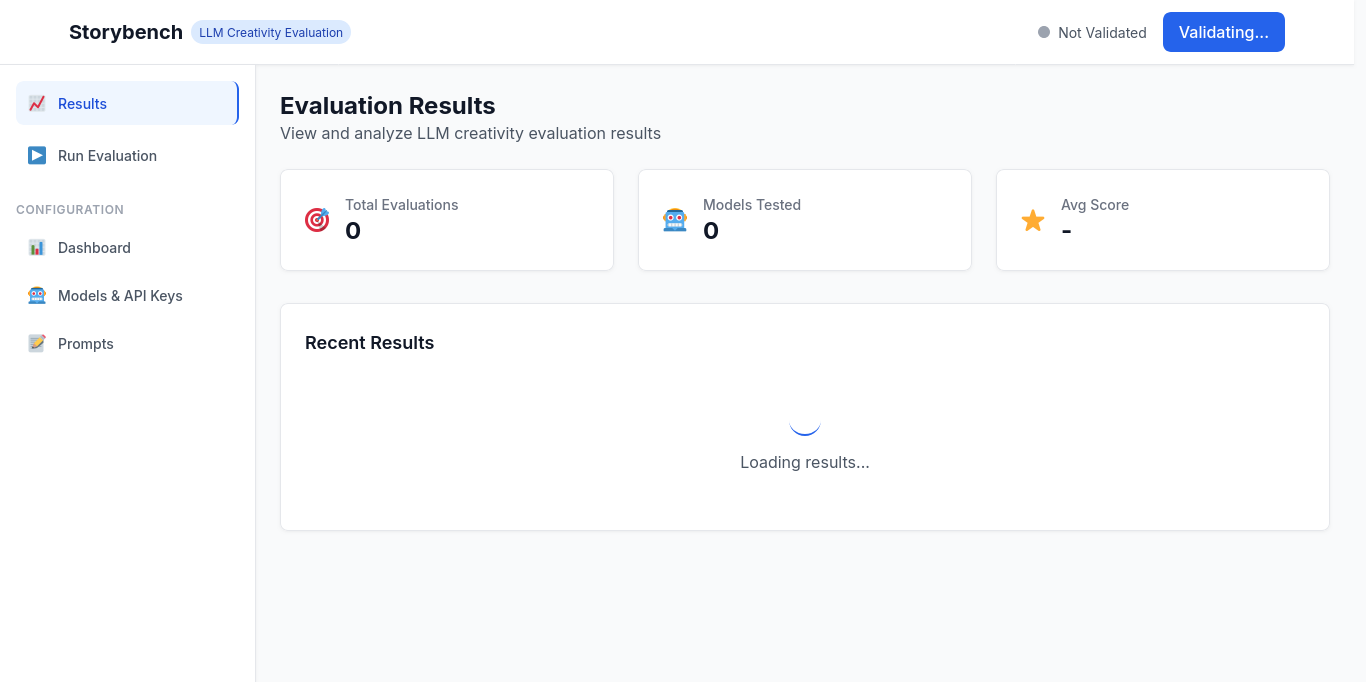 Storybench
LLM Creativity Evaluation
Not Validated
Validating...
Results
Run Evaluation
CONFIGURATION
Dashboard
Models & API Keys
Prompts
Evaluation Results
View and analyze LLM creativity evaluation results
Total Evaluations
0
Models Tested
0
Avg Score
-
Recent Results
Loading results...